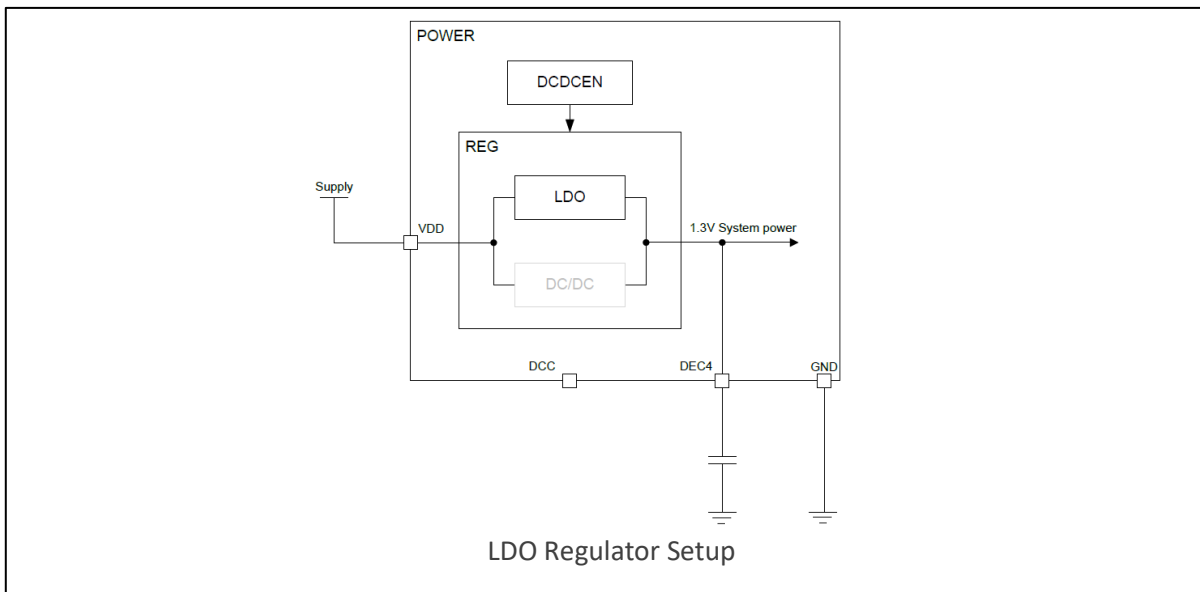 POWER
DCDCEN
REG
Supply
LDO
VDD
1.3V System power
DC/DC
DCC
DEC4
GND
LDO Regulator Setup